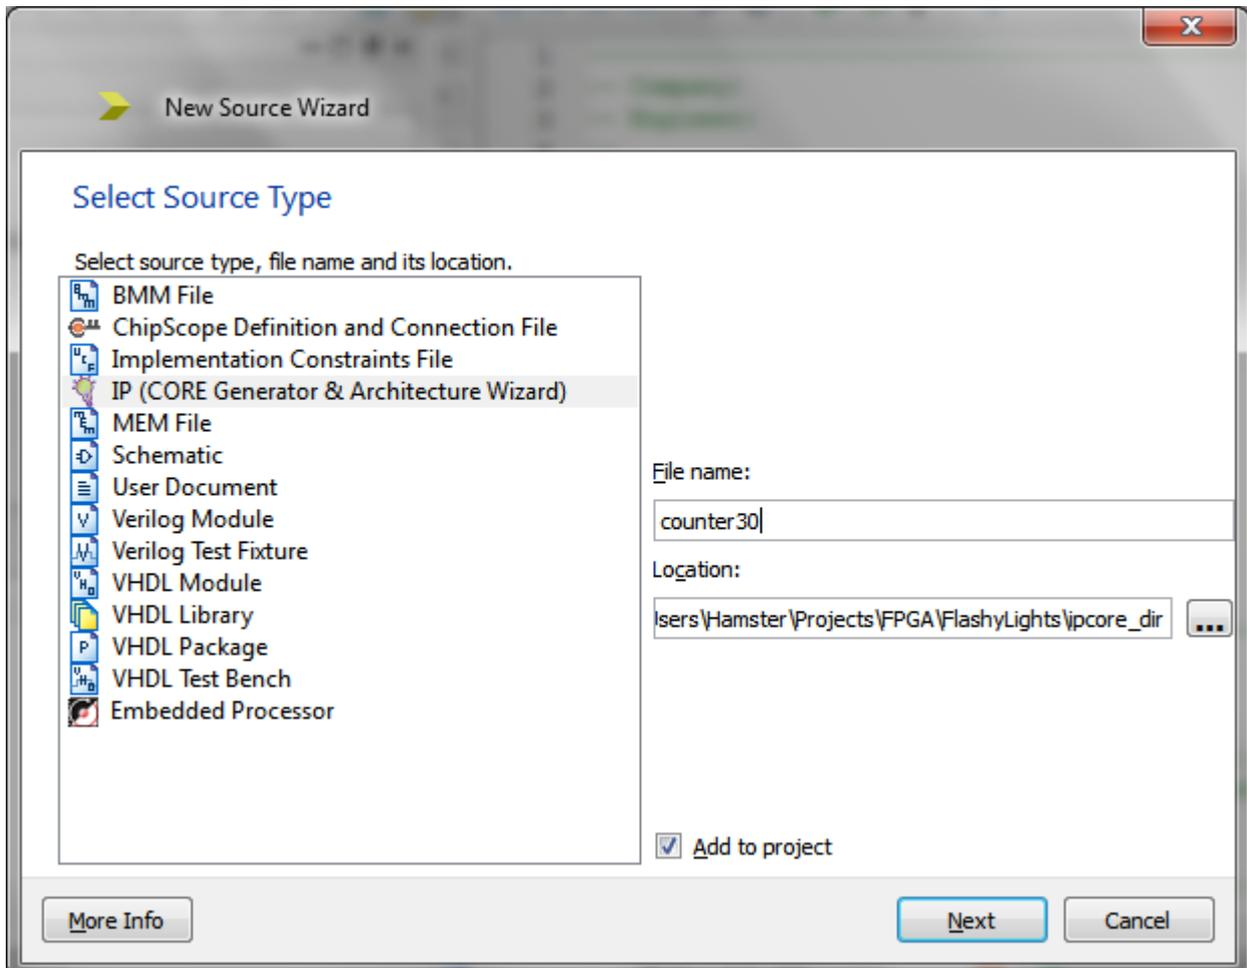 New Source Wizard
Select Source Type
Select source type, file name and its location.
BMM File
ChipScope Definition and Connection File
Implementation Constraints File
IP (CORE Generator & Architecture Wizard)
MEM File
Schematic
User Document
Verilog Module
Verilog Test Fixture
VHDL Module
VHDL Library
VHDL Package
VHDL Test Bench
Embedded Processor
File name:
counter30
Location:
sers\Hamster\Projects\FPGA\FlashyLights\ipcore_dir
...
Add to project
More Info
Next
Cancel